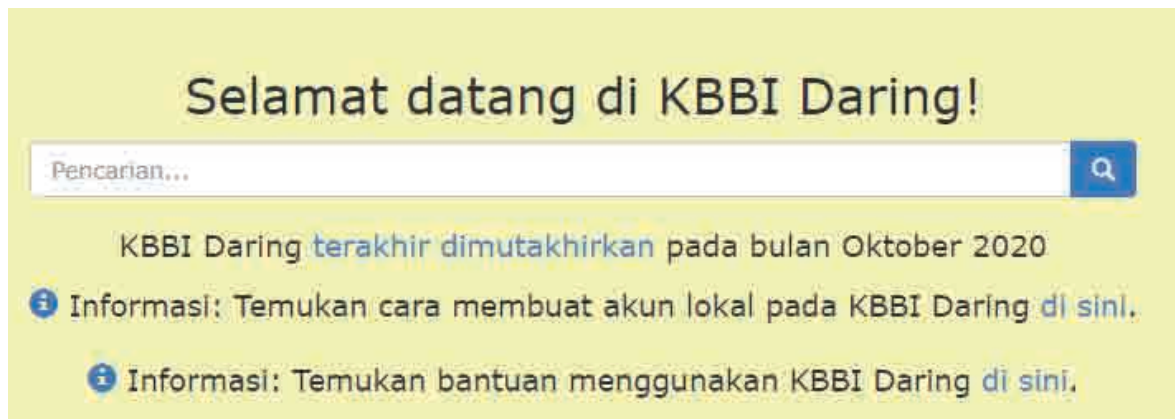 Selamat datang di KBBI Daring!
Pencarian...
KBBI Daring terakhir dimutakhirkan pada bulan Oktober 2020
Informasi: Temukan cara membuat akun lokal pada KBBI Daring di sini.
Informasi: Temukan bantuan menggunakan KBBI Daring di sini.